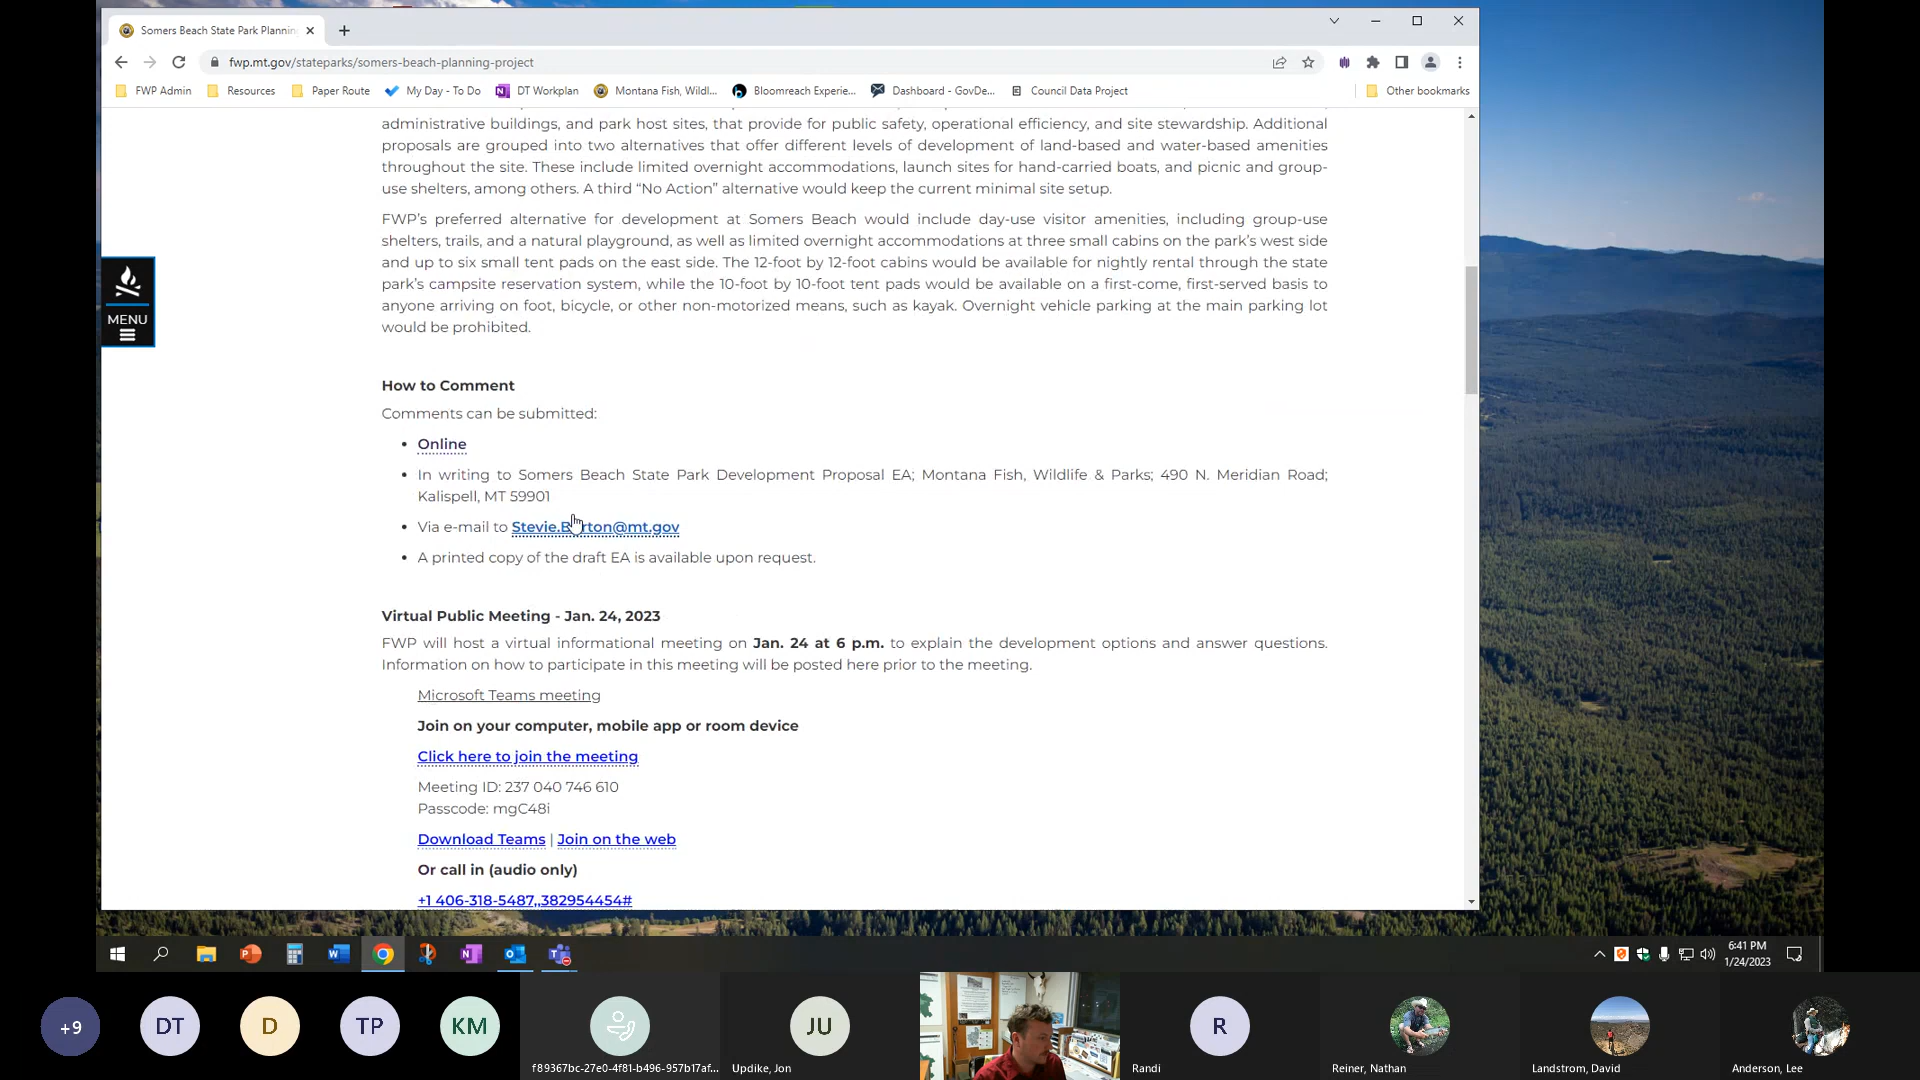 Somers Beach State Park Plannin
fwp.mt.gov/stateparks/somers-beach-planning-project
FWP Admin Resources Paper Route My Day - To Do DT Workplan Montana Fish, Wildl... Bloomreach Experie... Dashboard - GovDe... Council Data Project Other bookmarks
administrative buildings, and park host sites, that provide for public safety, operational efficiency, and site stewardship. Additional
proposals are grouped into two alternatives that offer different levels of development of land-based and water-based amenities
throughout the site. These include limited overnight accommodations, launch sites for hand-carried boats, and picnic and group-
use shelters, among others. A third “No Action” alternative would keep the current minimal site setup.
FWP’s preferred alternative for development at Somers Beach would include day-use visitor amenities, including group-use
shelters, trails, and a natural playground, as well as limited overnight accommodations at three small cabins on the park’s west side
and up to six small tent pads on the east side. The 12-foot by 12-foot cabins would be available for nightly rental through the state
park’s campsite reservation system, while the 10-foot by 10-foot tent pads would be available on a first-come, first-served basis to
anyone arriving on foot, bicycle, or other non-motorized means, such as kayak. Overnight vehicle parking at the main parking lot
would be prohibited.
MENU
How to Comment
Comments can be submitted:
• Online
• In writing to Somers Beach State Park Development Proposal EA; Montana Fish, Wildlife & Parks; 490 N. Meridian Road;
Kalispell, MT 59901
• Via e-mail to
• A printed copy of the draft EA is available upon request.
Virtual Public Meeting - Jan. 24, 2023
FWP will host a virtual informational meeting on Jan. 24 at 6 p.m. to explain the development options and answer questions.
Information on how to participate in this meeting will be posted here prior to the meeting.
Microsoft Teams meeting
Join on your computer, mobile app or room device
Click here to join the meeting
Meeting ID: 237 040 746 610
Passcode: mgC48i
Download Teams | Join on the web
Or call in (audio only)
+1 406-318-5487,,382954454#
6:41 PM
1/24/2023
+9 DT D TP KM JU R
f89367bc-27e0-4f81-b496-957b17af... Updike, Jon Randi Reiner, Nathan Landstrom, David Anderson, Lee